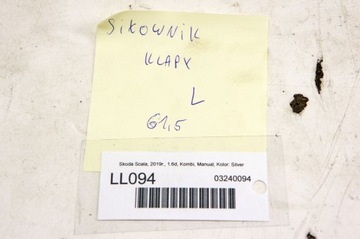 SIŁOWNIK
KLAPY
L
61,5
Skoda Scala, 2019r., 1.6d, Kombi, Manual, Kolor: Silver
LL094
03240094